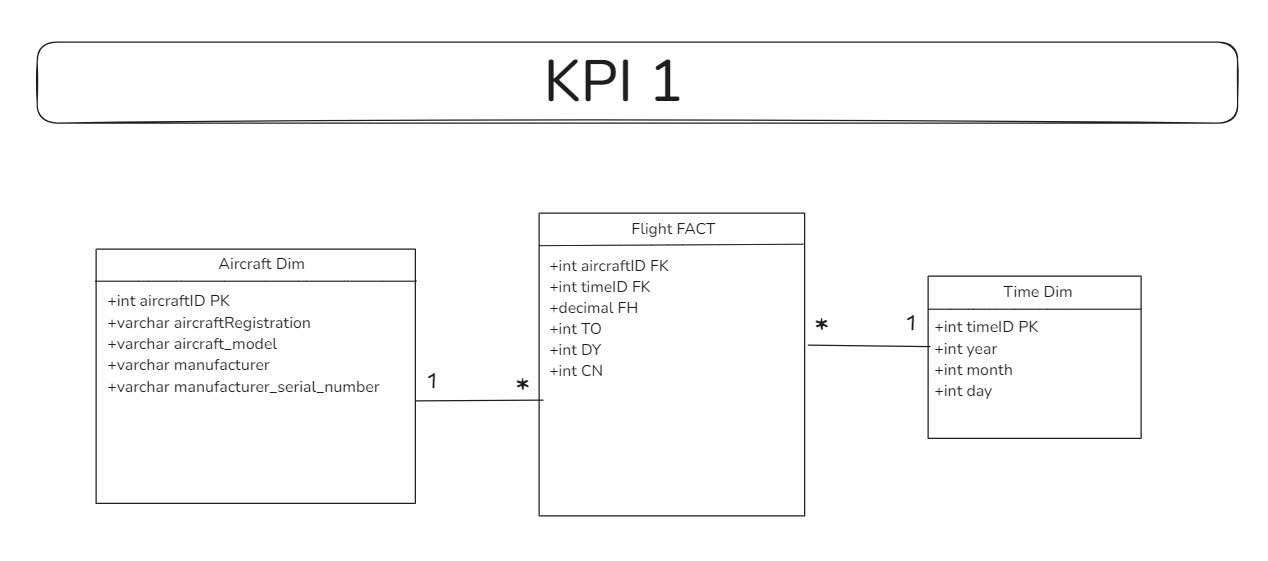 KPI 1
Aircraft Dim
+int aircraftID PK
+varchar aircraftRegistration
+varchar aircraft_model
+varchar manufacturer
+varchar manufacturer_serial_number
1
*
Flight FACT
+int aircraftID FK
+int timeID FK
+decimal FH
+int TO
+int DY
+int CN
*
1
Time Dim
+int timeID PK
+int year
+int month
+int day